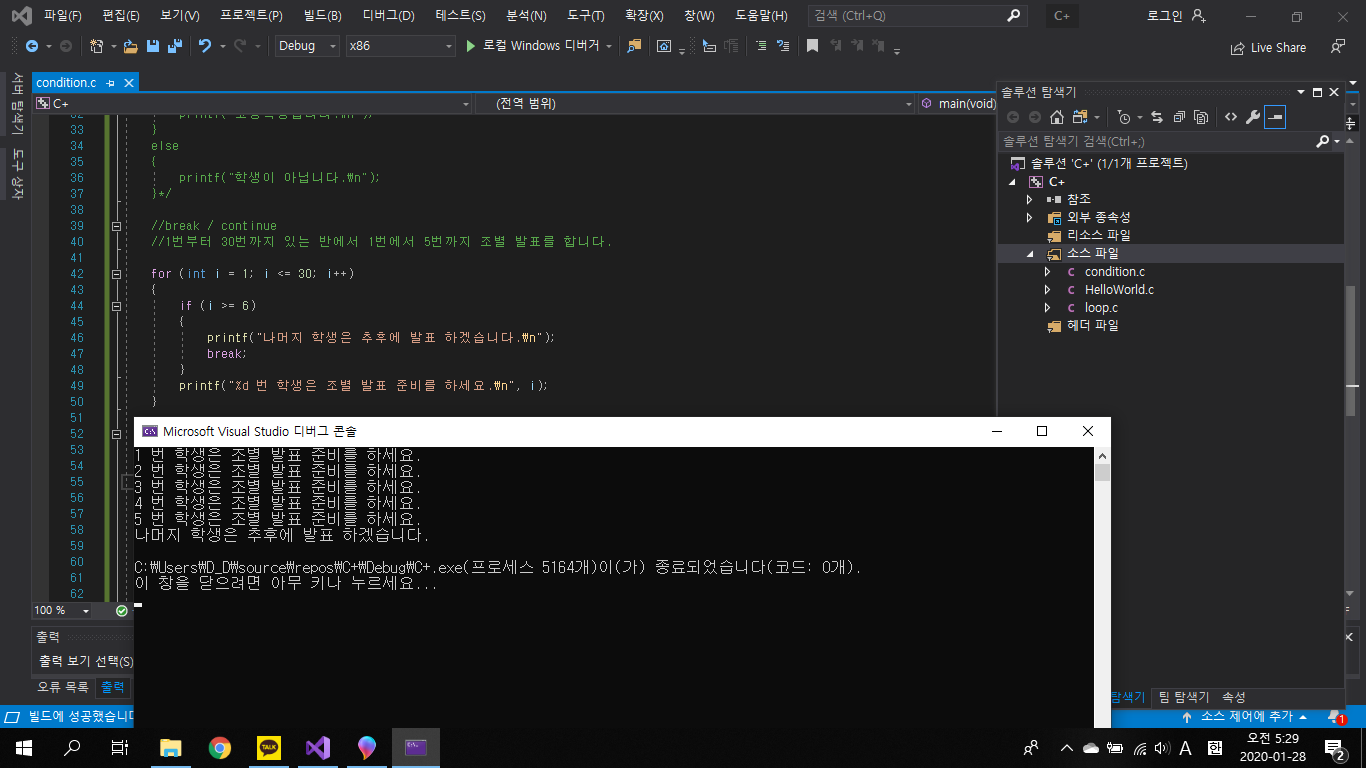 파일(F) 편집(E) 보기(V) 프로젝트(P) 빌드(B) 디버그(D) 테스트(S) 분석(N) 도구(T) 확장(X) 창(W) 도움말(H) 검색 (Ctrl+Q) C+ 로그인
Debug x86 로컬 Windows 디버거 Live Share
서버 탐색기
도구 상자
condition.c
C+ (전역 범위) main(void)
32
33 }
34 else
35 {
36 printf("학생이 아닙니다.₩n");
37 }*/
38
39 //break / continue
40 //1번부터 30번까지 있는 반에서 1번에서 5번까지 조별 발표를 합니다.
41
42 for (int i = 1; i <= 30; i++)
43 {
44 if (i >= 6)
45 {
46 printf("나머지 학생은 추후에 발표 하겠습니다.₩n");
47 break;
48 }
49 printf("%d 번 학생은 조별 발표 준비를 하세요.₩n", i);
50 }
51
52
53
54
55
56
57
58
59
60
61
62
100 %
출력
출력 보기 선택(S)
오류 목록 출력
솔루션 탐색기
솔루션 탐색기 검색(Ctrl+;)
솔루션 'C+' (1/1개 프로젝트)
C+
참조
외부 종속성
리소스 파일
소스 파일
condition.c
HelloWorld.c
loop.c
헤더 파일
탐색기 팀 탐색기 속성
Microsoft Visual Studio 디버그 콘솔
1 번 학생은 조별 발표 준비를 하세요.
2 번 학생은 조별 발표 준비를 하세요.
3 번 학생은 조별 발표 준비를 하세요.
4 번 학생은 조별 발표 준비를 하세요.
5 번 학생은 조별 발표 준비를 하세요.
나머지 학생은 추후에 발표 하겠습니다.
C:₩Users₩D_D₩source₩repos₩C+₩Debug₩C+.exe(프로세스 5164개)이(가) 종료되었습니다(코드: 0개).
이 창을 닫으려면 아무 키나 누르세요...
빌드에 성공했습니다 소스 제어에 추가 1
TALK A 한 오전 5:29
2020-01-28 2